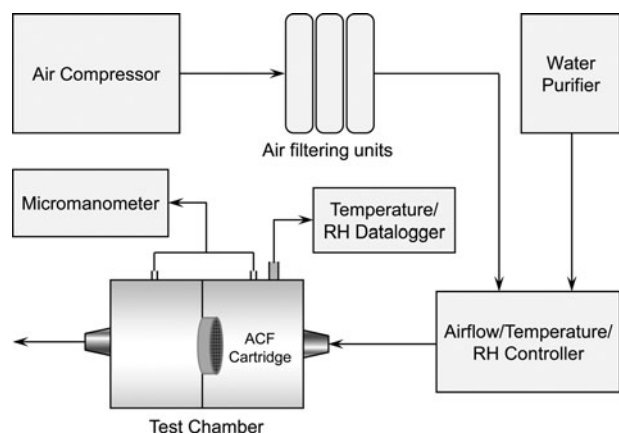 Air Compressor
Water
Purifier
Air filtering units
Micromanometer
Temperature/
RH Datalogger
Airflow/Temperature/
RH Controller
ACF
Cartridge
Test Chamber